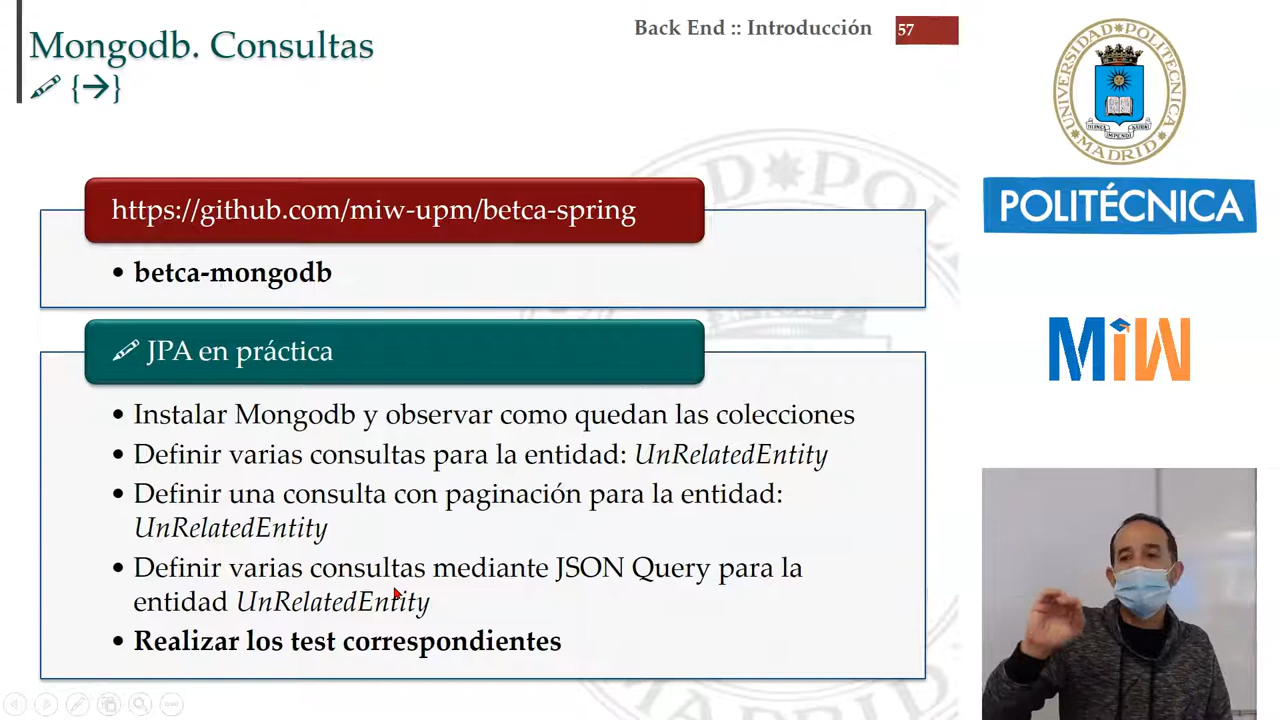 Mongodb. Consultas
{→}
Back End :: Introducción
57
https://github.com/miw-upm/betca-spring
• betca-mongodb
JPA en práctica
• Instalar Mongodb y observar como quedan las colecciones
• Definir varias consultas para la entidad: UnRelatedEntity
• Definir una consulta con paginación para la entidad:
UnRelatedEntity
• Definir varias consultas mediante JSON Query para la
entidad UnRelatedEntity
• Realizar los test correspondientes
UNIVERSIDAD POLITECNICA
MADRID
POLITÉCNICA
MiW